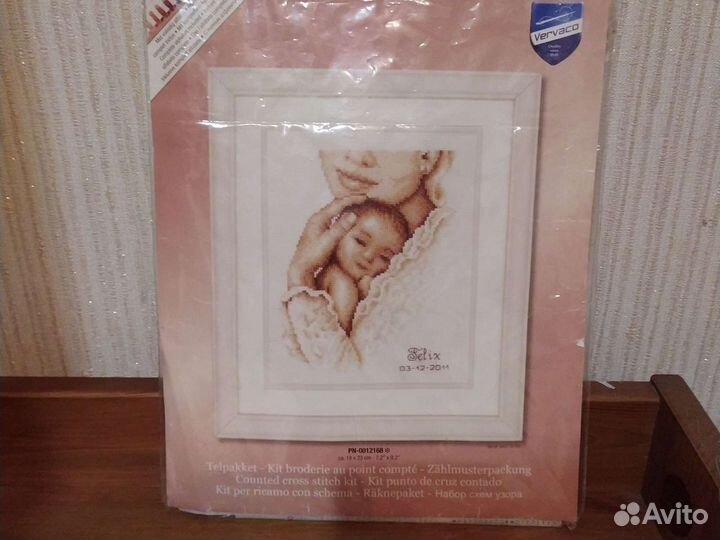 Vervaco
Felix
03-12-2011
PN-0012168
ca. 18 x 23 cm - 7.2" x 9.2"
Telpakket - Kit broderie au point compté - Zählmusterpackung
Counted cross stitch kit - Kit punto de cruz contado
Kit per ricamo con schema - Räknepaket - Набор схем узора
Avito